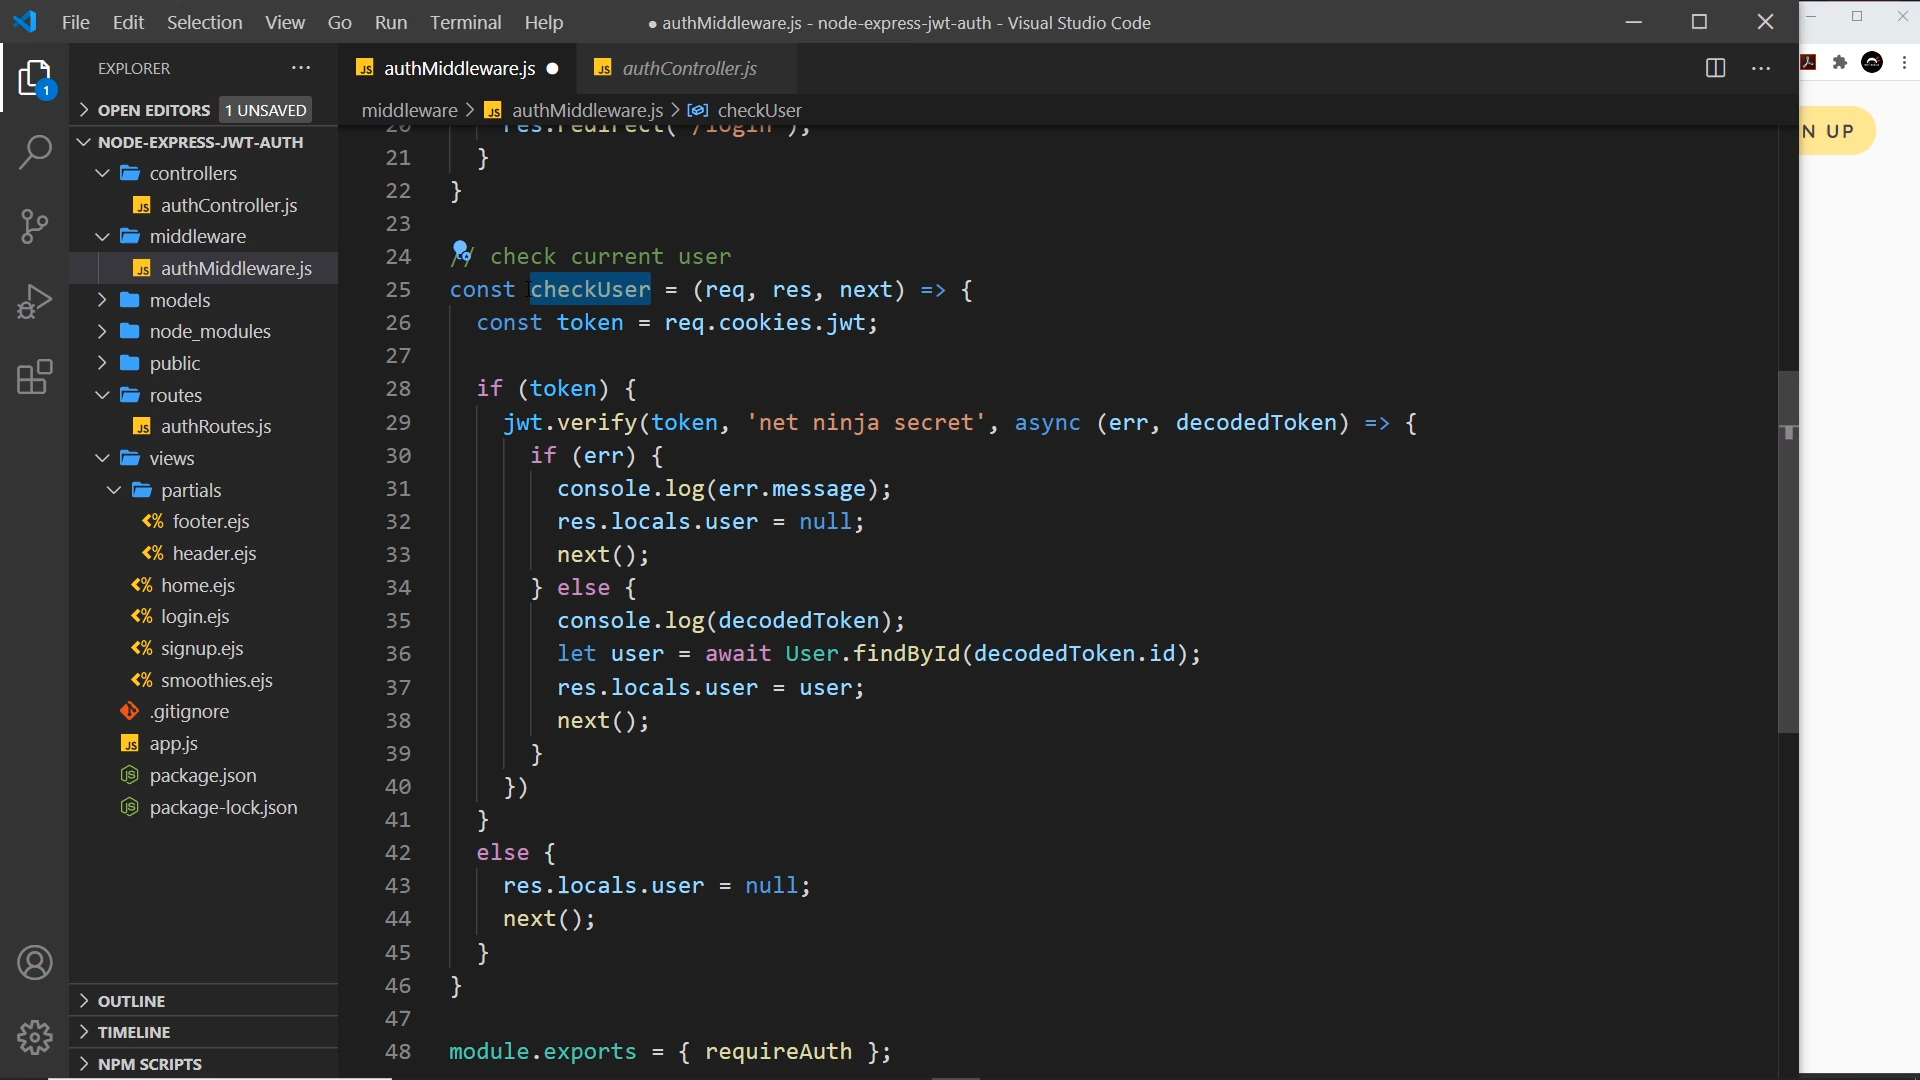 File Edit Selection View Go Run Terminal Help
● authMiddleware.js - node-express-jwt-auth - Visual Studio Code
EXPLORER
1
OPEN EDITORS 1 UNSAVED
NODE-EXPRESS-JWT-AUTH
controllers
authController.js
middleware
authMiddleware.js
models
node_modules
public
routes
authRoutes.js
views
partials
footer.ejs
header.ejs
home.ejs
login.ejs
signup.ejs
smoothies.ejs
.gitignore
app.js
package.json
package-lock.json
OUTLINE
TIMELINE
NPM SCRIPTS
JS authMiddleware.js ● JS authController.js
middleware > JS authMiddleware.js > checkUser
20 res.redirect('/login');
21 }
22 }
23
24 // check current user
25 const checkUser = (req, res, next) => {
26 const token = req.cookies.jwt;
27
28 if (token) {
29 jwt.verify(token, 'net ninja secret', async (err, decodedToken) => {
30 if (err) {
31 console.log(err.message);
32 res.locals.user = null;
33 next();
34 } else {
35 console.log(decodedToken);
36 let user = await User.findById(decodedToken.id);
37 res.locals.user = user;
38 next();
39 }
40 })
41 }
42 else {
43 res.locals.user = null;
44 next();
45 }
46 }
47
48 module.exports = { requireAuth };
N UP